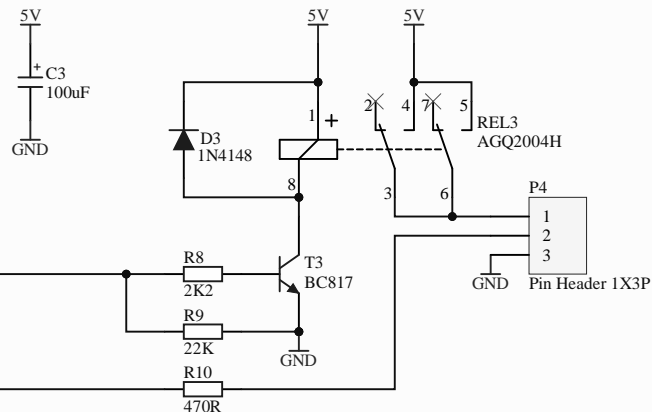 5V
5V
5V
+
C3
100uF
GND
1
+
2
4
7
5
REL3
AGQ2004H
D3
1N4148
8
3
6
P4
1
2
3
GND
Pin Header 1X3P
R8
2K2
T3
BC817
R9
22K
GND
R10
470R